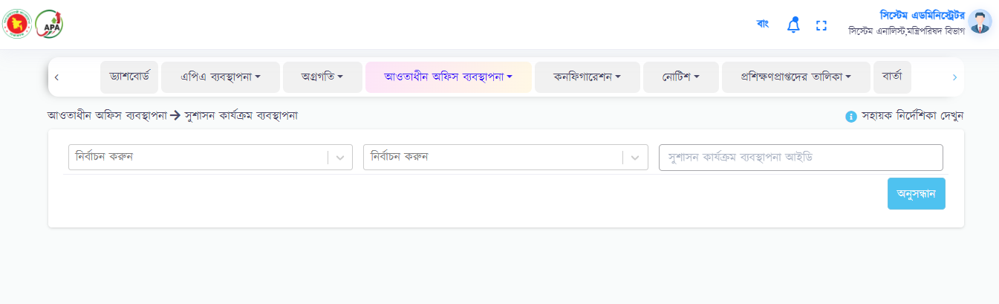 APA
বাং
সিস্টেম এডমিনিস্ট্রেটর
সিস্টেম এনালিস্ট,মন্ত্রিপরিষদ বিভাগ
ড্যাশবোর্ড এপিএ ব্যবস্থাপনা অগ্রগতি আওতাধীন অফিস ব্যবস্থাপনা কনফিগারেশন নোটিশ প্রশিক্ষণপ্রাপ্তদের তালিকা বার্তা
আওতাধীন অফিস ব্যবস্থাপনা → সুশাসন কার্যক্রম ব্যবস্থাপনা সহায়ক নির্দেশিকা দেখুন
নির্বাচন করুন নির্বাচন করুন সুশাসন কার্যক্রম ব্যবস্থাপনা আইডি
অনুসন্ধান